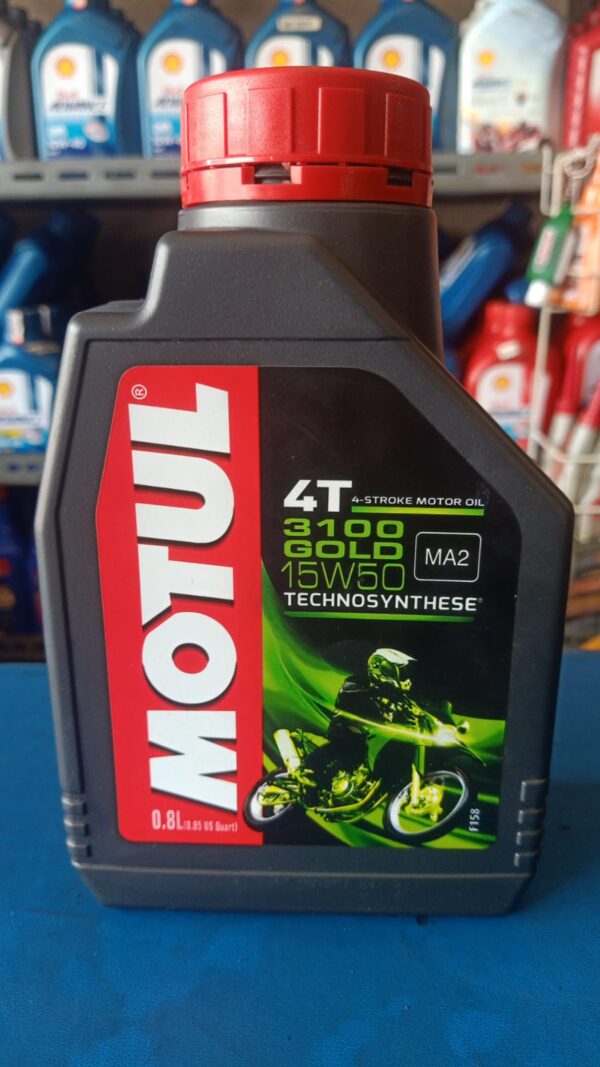 MOTUL®
4T 4-STROKE MOTOR OIL
3100
GOLD
15W50
MA2
TECHNOSYNTHESE®
0.8L (0.85 US Quart)
F158